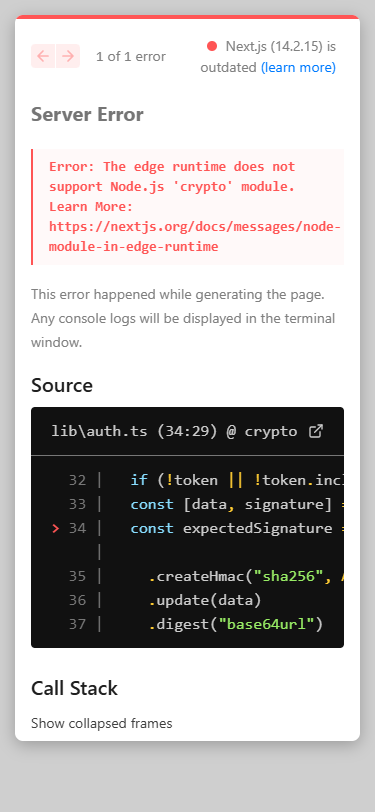 1 of 1 error
Next.js (14.2.15) is
outdated (learn more)
Server Error
Error: The edge runtime does not
support Node.js 'crypto' module.
Learn More:
https://nextjs.org/docs/messages/node-
module-in-edge-runtime
This error happened while generating the page.
Any console logs will be displayed in the terminal
window.
Source
lib\auth.ts (34:29) @ crypto
32 | if (!token || !token.incl
33 | const [data, signature] =
> 34 | const expectedSignature =
|
35 | .createHmac("sha256", A
36 | .update(data)
37 | .digest("base64url")
Call Stack
Show collapsed frames